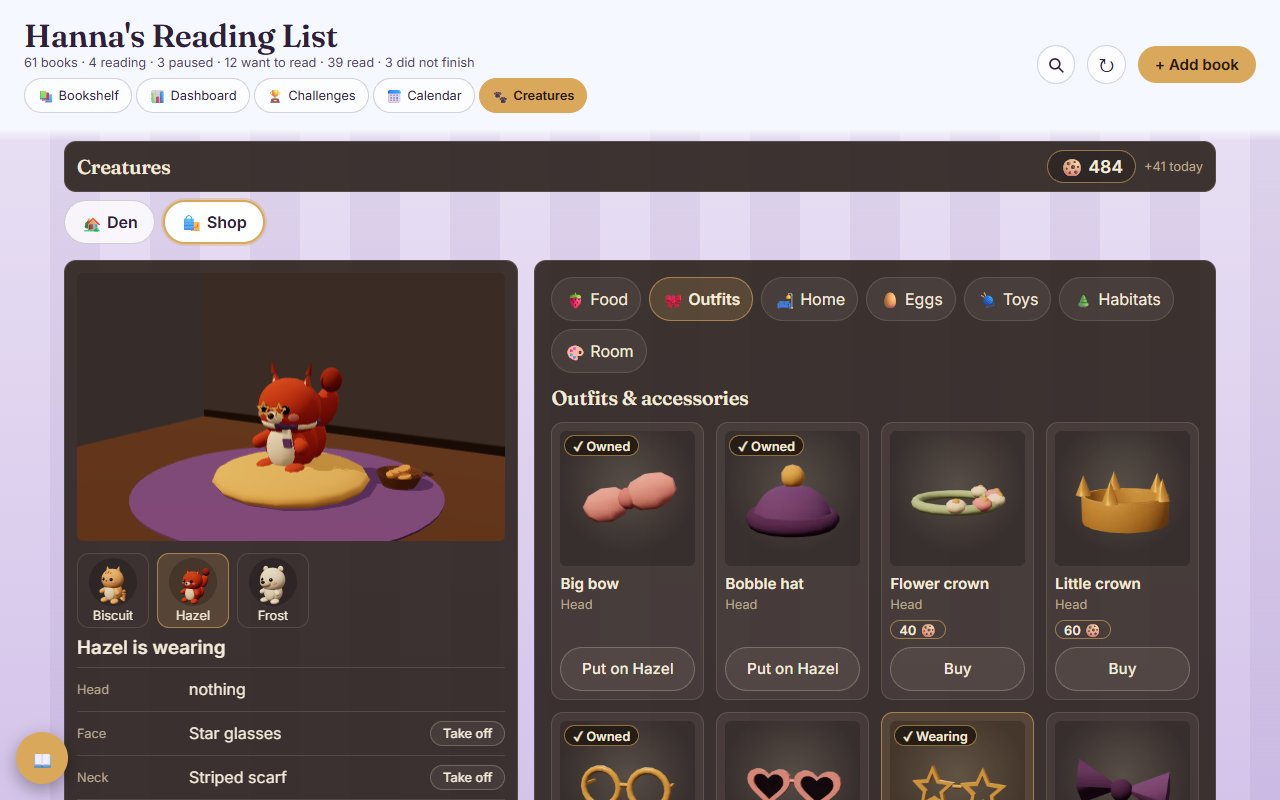 Hanna's Reading List
61 books · 4 reading · 3 paused · 12 want to read · 39 read · 3 did not finish
Bookshelf
Dashboard
Challenges
Calendar
Creatures
+ Add book
Creatures
484
+41 today
Den
Shop
Food
Outfits
Home
Eggs
Toys
Habitats
Room
Outfits & accessories
✓ Owned
Big bow
Head
Put on Hazel
✓ Owned
Bobble hat
Head
Put on Hazel
Flower crown
Head
40
Buy
Little crown
Head
60
Buy
✓ Owned
✓ Wearing
Biscuit
Hazel
Frost
Hazel is wearing
Head nothing
Face Star glasses Take off
Neck Striped scarf Take off